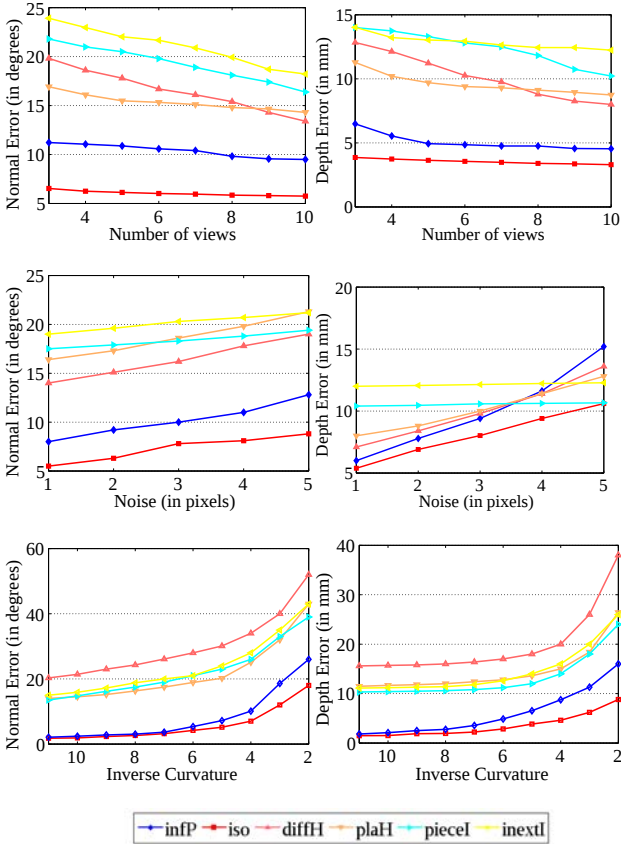 Normal Error (in degrees)
25
20
15
10
5
4 6 8 10
Number of views
Depth Error (in mm)
15
10
5
0
4 6 8 10
Number of views
Normal Error (in degrees)
25
20
15
10
5
1 2 3 4 5
Noise (in pixels)
Depth Error (in mm)
20
15
10
5
1 2 3 4 5
Noise (in pixels)
Normal Error (in degrees)
60
40
20
0
10 8 6 4 2
Inverse Curvature
Depth Error (in mm)
40
30
20
10
0
10 8 6 4 2
Inverse Curvature
infP iso diffH plaH pieceI inextI